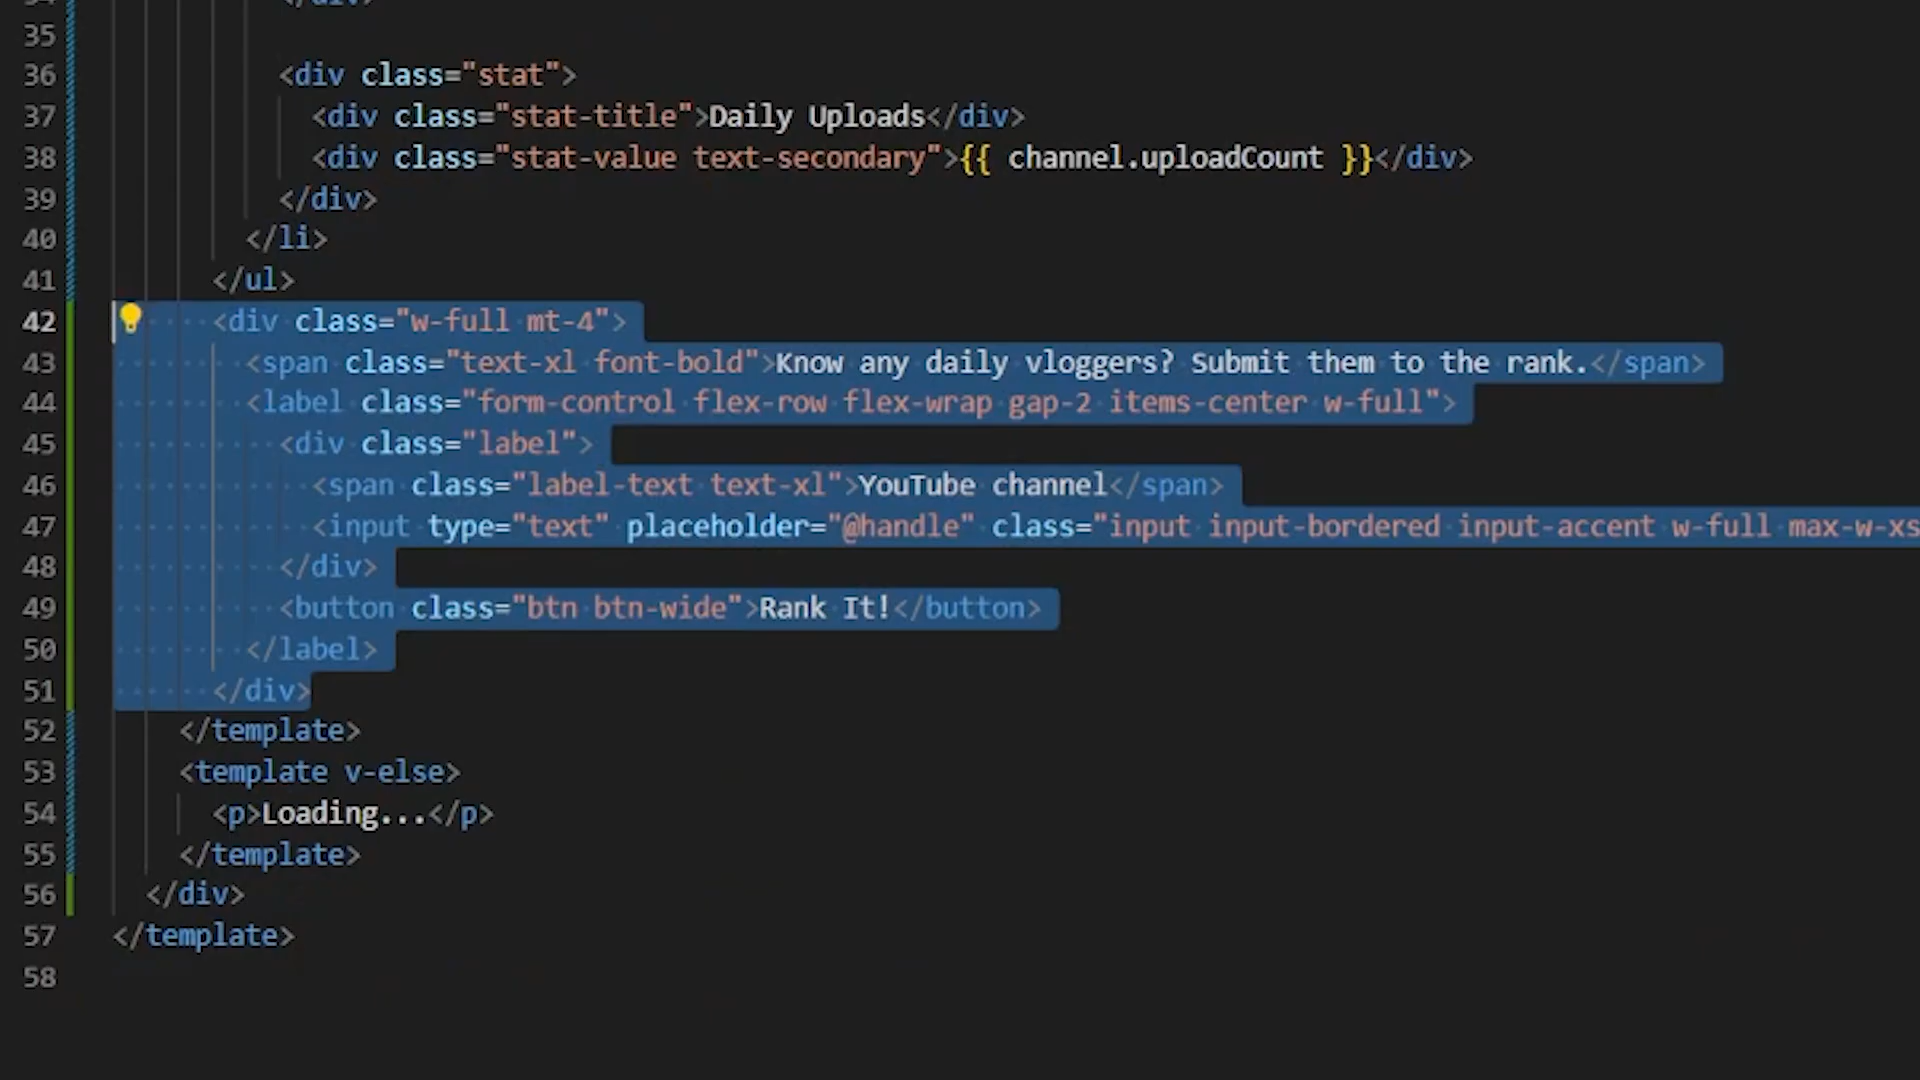 34 </div>
35
36 <div class="stat">
37 <div class="stat-title">Daily Uploads</div>
38 <div class="stat-value text-secondary">{{ channel.uploadCount }}</div>
39 </div>
40 </li>
41 </ul>
42 <div class="w-full mt-4">
43 <span class="text-xl font-bold">Know any daily vloggers? Submit them to the rank.</span>
44 <label class="form-control flex-row flex-wrap gap-2 items-center w-full">
45 <div class="label">
46 <span class="label-text text-xl">YouTube channel</span>
47 <input type="text" placeholder="@handle" class="input input-bordered input-accent w-full max-w-xs
48 </div>
49 <button class="btn btn-wide">Rank It!</button>
50 </label>
51 </div>
52 </template>
53 <template v-else>
54 <p>Loading...</p>
55 </template>
56 </div>
57 </template>
58